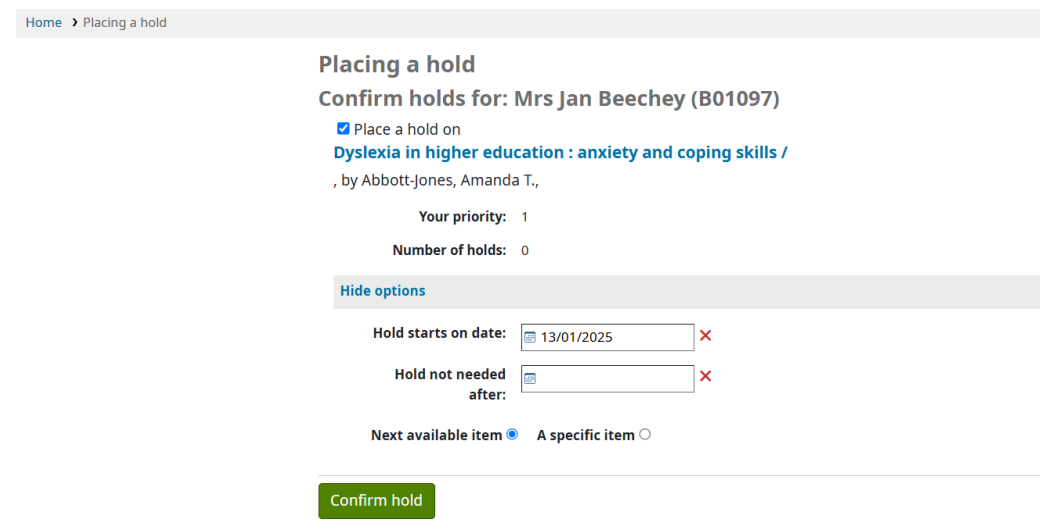 Home > Placing a hold
Placing a hold
Confirm holds for: Mrs Jan Beechey (B01097)
Place a hold on
Dyslexia in higher education : anxiety and coping skills /
, by Abbott-Jones, Amanda T.,
Your priority: 1
Number of holds: 0
Hide options
Hold starts on date: 13/01/2025
Hold not needed
after:
Next available item A specific item
Confirm hold